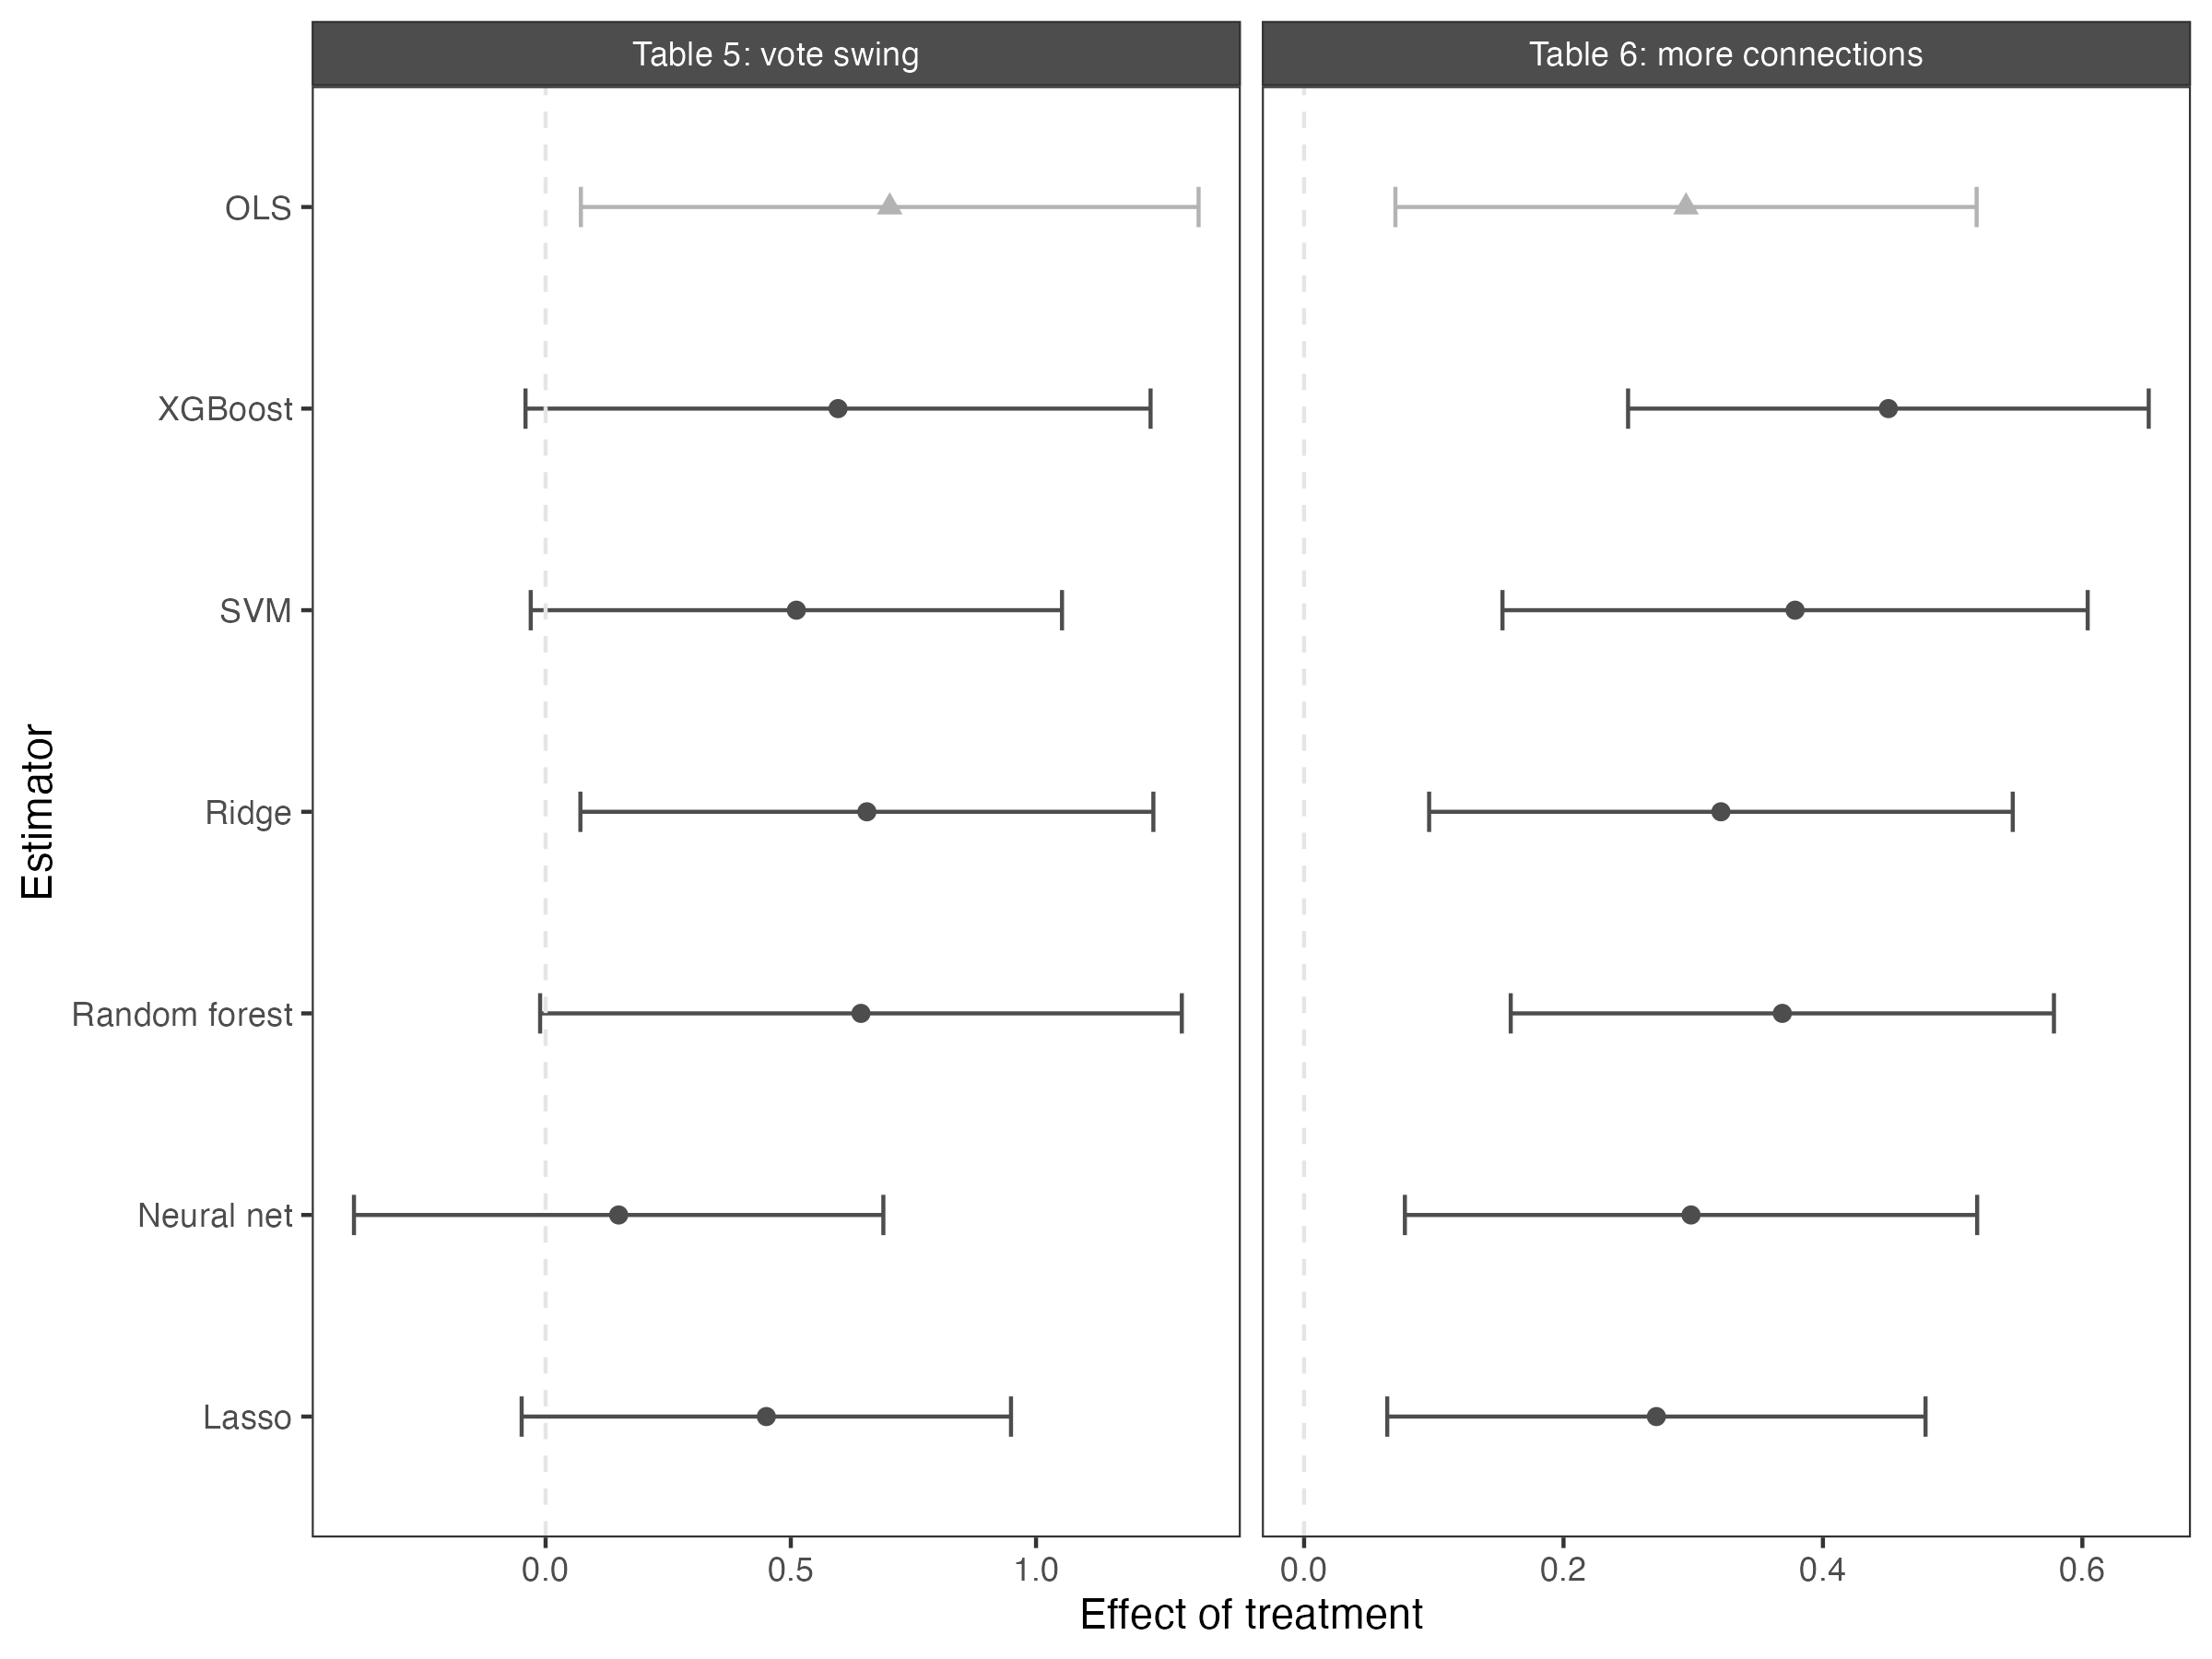 Table 5: vote swing
Table 6: more connections
OLS
XGBoost
SVM
Ridge
Random forest
Neural net
Lasso
Estimator
0.0 0.5 1.0
0.0 0.2 0.4 0.6
Effect of treatment